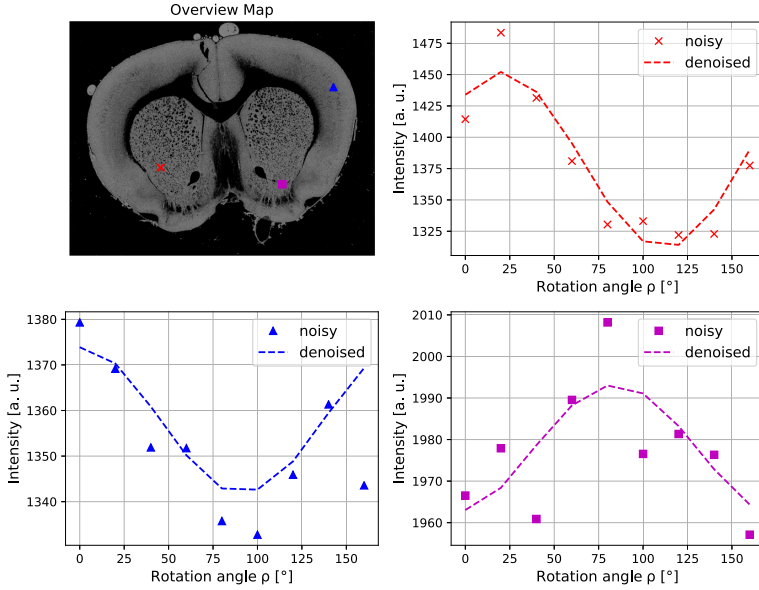 Overview Map
1475
1450
1425
1400
1375
1350
1325
Intensity [a. u.]
noisy
denoised
0 25 50 75 100 125 150
Rotation angle ρ [°]
1380
1370
1360
1350
1340
Intensity [a. u.]
noisy
denoised
0 25 50 75 100 125 150
Rotation angle ρ [°]
2010
2000
1990
1980
1970
1960
Intensity [a. u.]
noisy
denoised
0 25 50 75 100 125 150
Rotation angle ρ [°]